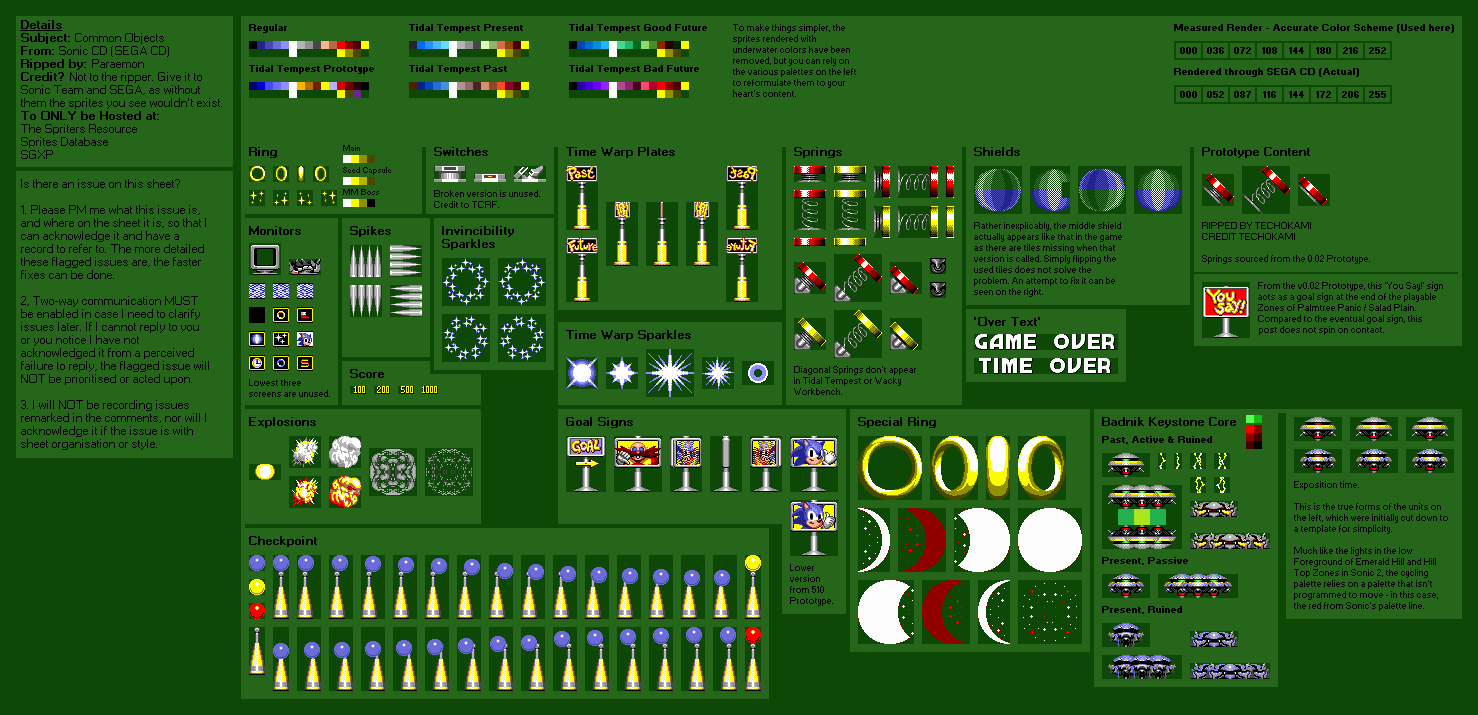 Details
Subject: Common Objects
From: Sonic CD (SEGA CD)
Ripped by: Paraemon
Credit? Not to the ripper. Give it to
Sonic Team and SEGA, as without
them the sprites you see wouldn't exist.
To ONLY be Hosted at:
The Spriters Resource
Sprites Database
SGXP
Is there an issue on this sheet?
1. Please PM me what this issue is,
and where on the sheet it is, so that I
can acknowledge it and have a
record to refer to. The more detailed
these flagged issues are, the faster
fixes can be done.
2, Two-way communication MUST
be enabled in case I need to clarify
issues later. If I cannot reply to you
or you notice I have not
acknowledged it from a perceived
failure to reply, the flagged issue will
NOT be prioritised or acted upon.
3. I will NOT be recording issues
remarked in the comments, nor will I
acknowledge it if the issue is with
sheet organisation or style.
Regular
Tidal Tempest Present
Tidal Tempest Good Future
Tidal Tempest Prototype
Tidal Tempest Past
Tidal Tempest Bad Future
To make things simpler, the
sprites rendered with
underwater colors have been
removed, but you can rely on
the various palettes on the left
to reformulate them to your
heart's content.
Measured Render - Accurate Color Scheme (Used here)
000 036 072 108 144 180 216 252
Rendered through SEGA CD (Actual)
000 052 087 116 144 172 206 255
Ring
Main
Seed Capsule
MM Boss
Switches
Broken version is unused.
Credit to TCRF.
Time Warp Plates
Past
Past
Future
Future
Springs
Diagonal Springs don't appear
in Tidal Tempest or Wacky
Workbench.
Shields
Rather inexplicably, the middle shield
actually appears like that in the game
as there are tiles missing when that
version is called. Simply flipping the
used tiles does not solve the
problem. An attempt to fix it can be
seen on the right.
Prototype Content
RIPPED BY TECHOKAMI
CREDIT TECHOKAMI
Springs sourced from the 0.02 Prototype.
YOU
SAY!!
From the v0.02 Prototype, this 'You Say!' sign
acts as a goal sign at the end of the playable
Zones of Palmtree Panic / Salad Plain.
Compared to the eventual goal sign, this
post does not spin on contact.
Monitors
Lowest three
screens are unused.
Spikes
Invincibility
Sparkles
Time Warp Sparkles
'Over Text'
GAME OVER
TIME OVER
Score
100 200 500 1000
Explosions
Goal Signs
GOAL
Lower
version
from 510
Prototype.
Special Ring
Badnik Keystone Core
Past, Active & Ruined
Present, Passive
Present, Ruined
Exposition time.
This is the true forms of the units on
the left, which were initially cut down to
a template for simplicity.
Much like the lights in the low
Foreground of Emerald Hill and Hill
Top Zones in Sonic 2, the cycling
palette relies on a palette that isn't
programmed to move - in this case,
the red from Sonic's palette line.
Checkpoint